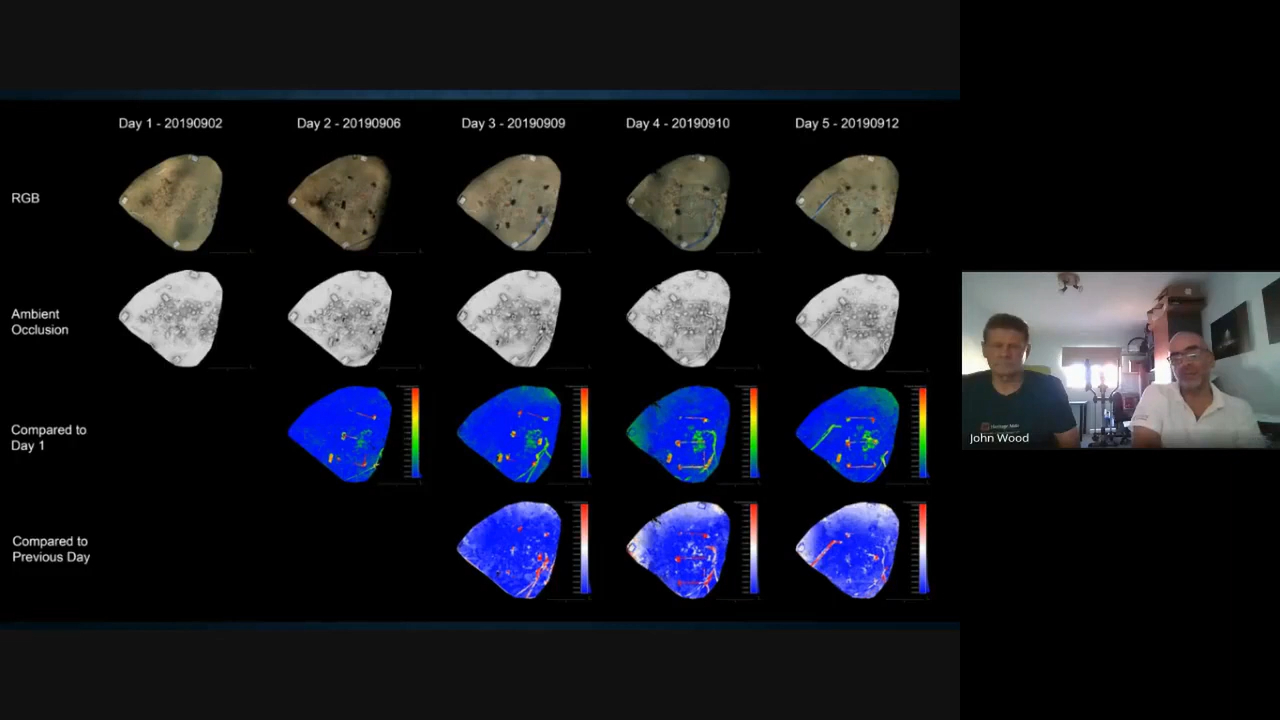 Day 1 - 20190902
Day 2 - 20190906
Day 3 - 20190909
Day 4 - 20190910
Day 5 - 20190912
RGB
Ambient
Occlusion
Compared to
Day 1
Compared to
Previous Day
John Wood